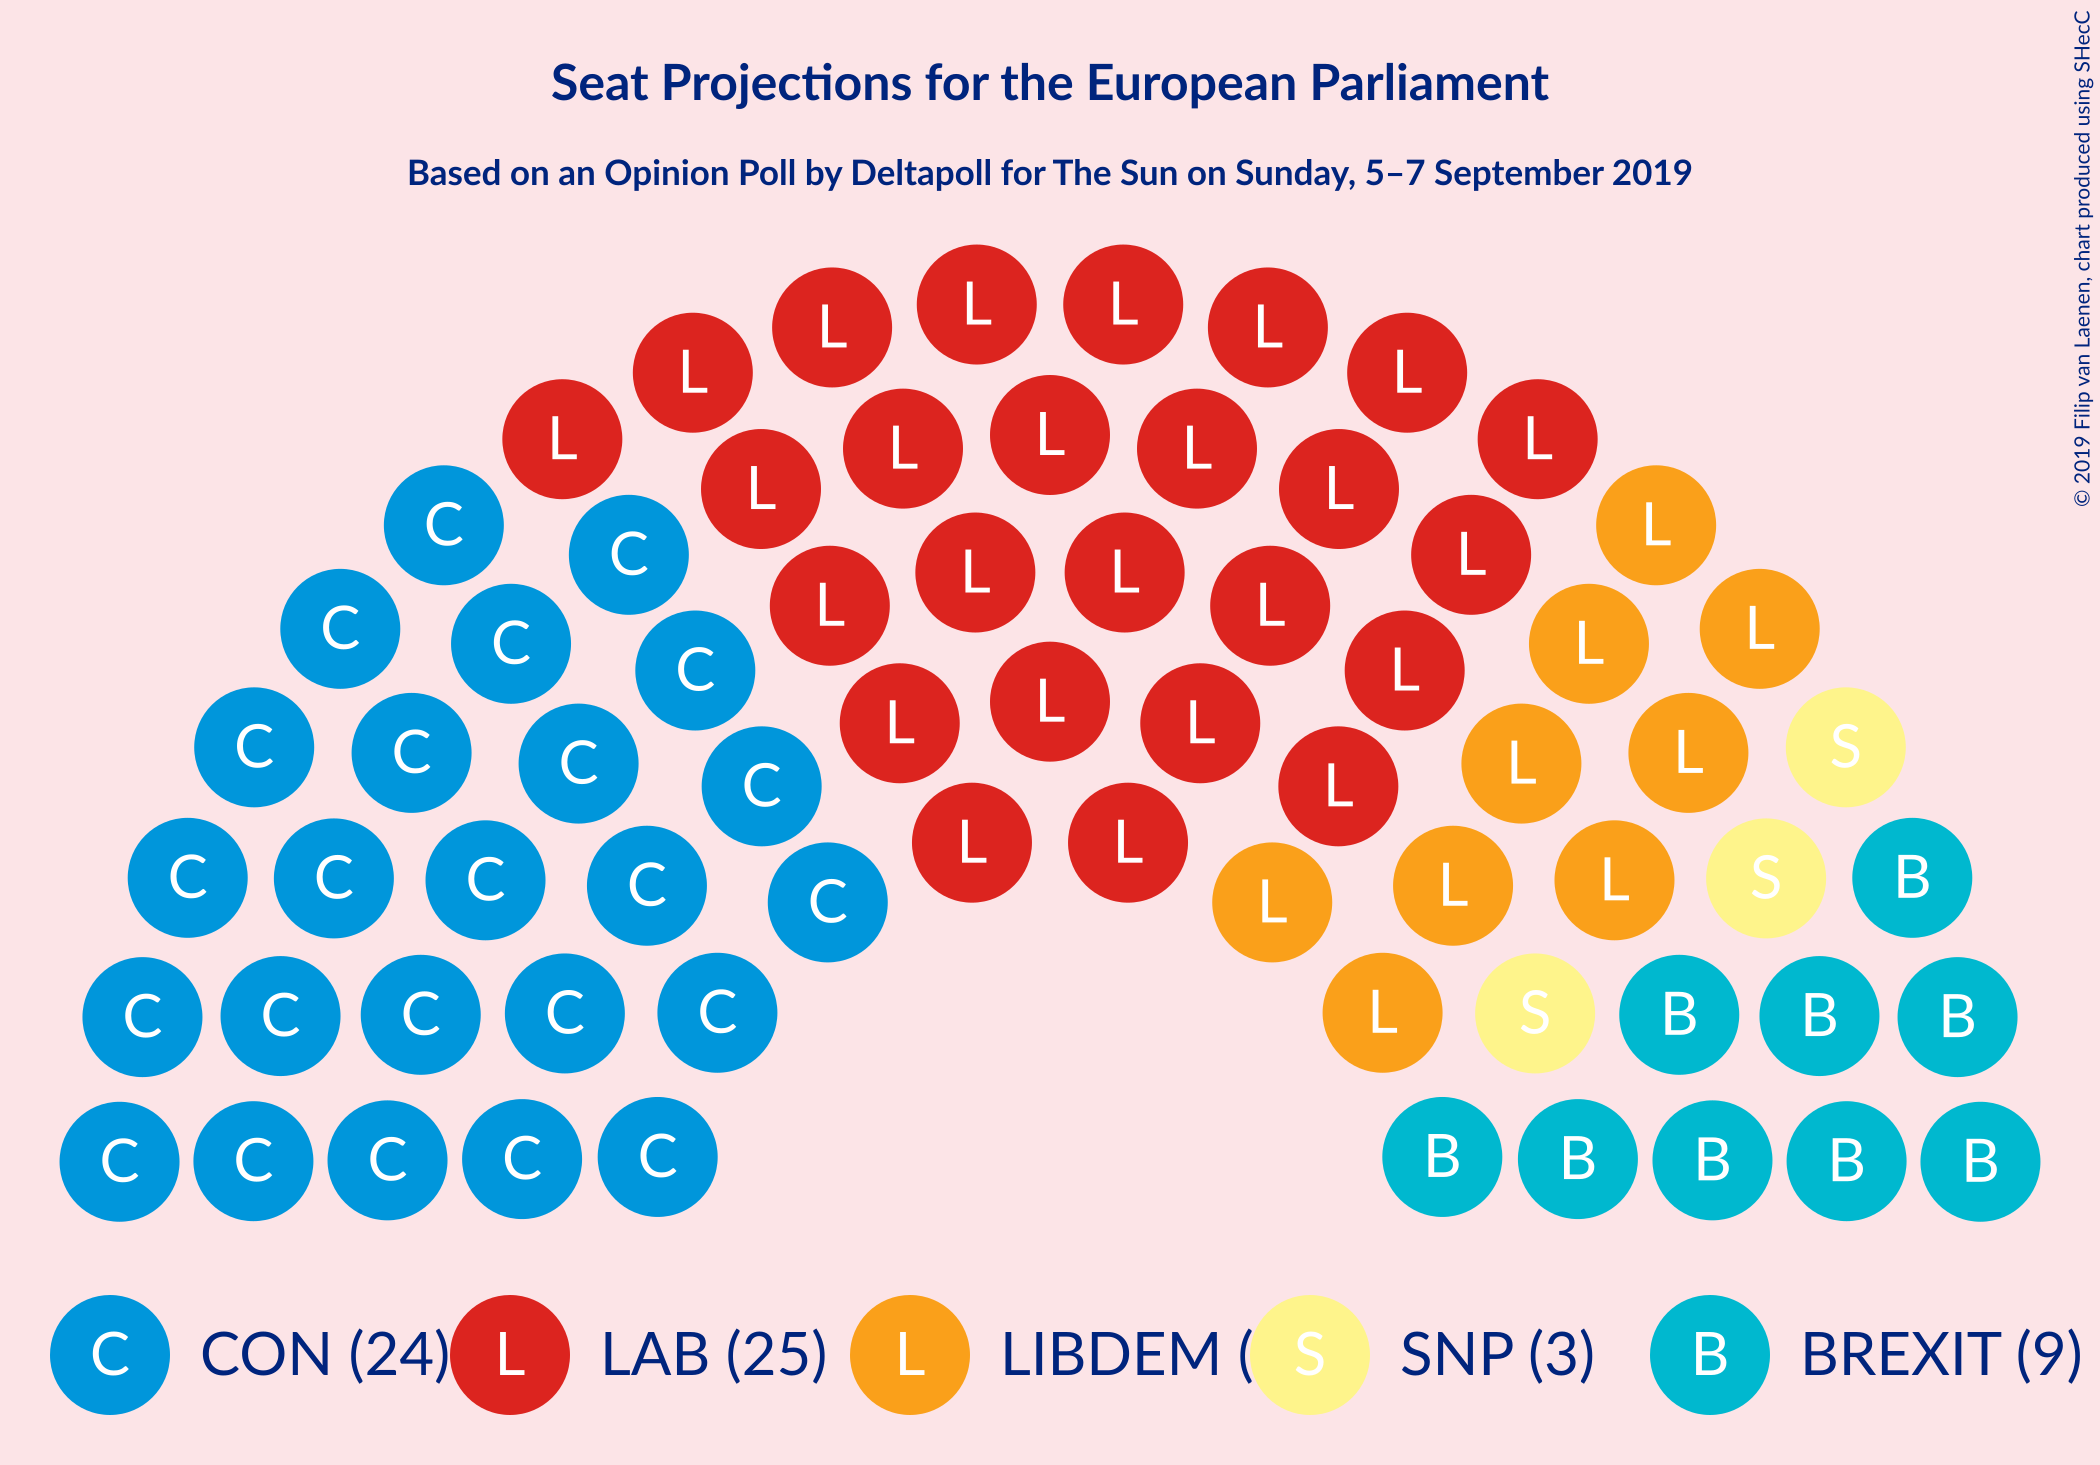 Seat Projections for the European Parliament
Based on an Opinion Poll by Deltapoll for The Sun on Sunday, 5–7 September 2019
© 2019 Filip van Laenen, chart produced using SHecC
L L L L
L L
L L
L L L
L L
C L
C L
L L
L L
C L
C L
C L
L
C L
L L
C S
C L
C L
C L
L L
C S
C B
C L
C L
C L
C S
C B
C B
C B
C L
C B
C B
C B
C B
C B
C CON (24) L LAB (25) L LIBDEM ( S SNP (3) B BREXIT (9)